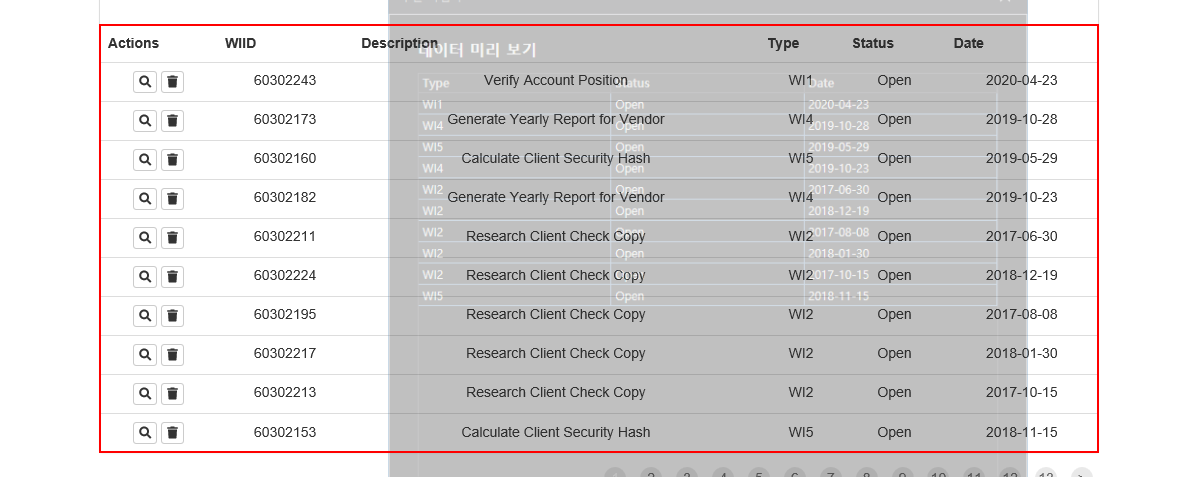 Actions WIID Description Type Status Date
60302243 Verify Account Position WI1 Open 2020-04-23
60302173 Generate Yearly Report for Vendor WI4 Open 2019-10-28
60302160 Calculate Client Security Hash WI5 Open 2019-05-29
60302182 Generate Yearly Report for Vendor WI4 Open 2019-10-23
60302211 Research Client Check Copy WI2 Open 2017-06-30
60302224 Research Client Check Copy WI2 Open 2018-12-19
60302195 Research Client Check Copy WI2 Open 2017-08-08
60302217 Research Client Check Copy WI2 Open 2018-01-30
60302213 Research Client Check Copy WI2 Open 2017-10-15
60302153 Calculate Client Security Hash WI5 Open 2018-11-15
데이터 미리 보기
Type Status Date
WI1 Open 2020-04-23
WI4 Open 2019-10-28
WI5 Open 2019-05-29
WI4 Open 2019-10-23
WI2 Open 2017-06-30
WI2 Open 2018-12-19
WI2 Open 2017-08-08
WI2 Open 2018-01-30
WI2 Open 2017-10-15
WI5 Open 2018-11-15
1 2 3 4 5 6 7 8 9 10 11 12 13 >